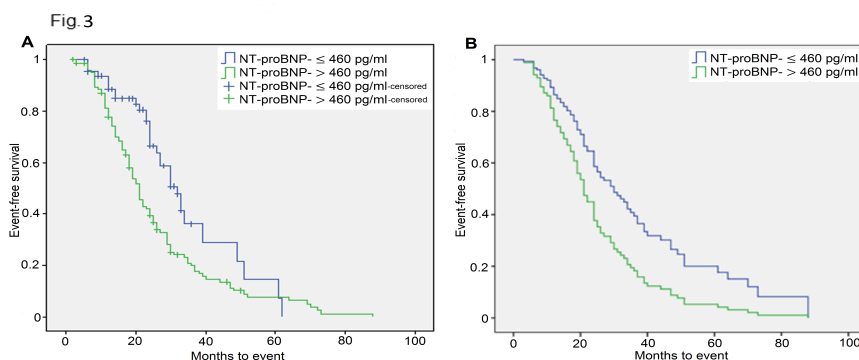 Fig. 3
A
NT-proBNP- ≤ 460 pg/ml
NT-proBNP- > 460 pg/ml
NT-proBNP- ≤ 460 pg/ml-censored
NT-proBNP- > 460 pg/ml-censored
1.0
0.8
0.6
0.4
0.2
0
Event-free survival
0 20 40 60 80 100
Months to event
B
NT-proBNP- ≤ 460 pg/ml
NT-proBNP- > 460 pg/ml
1.0
0.8
0.6
0.4
0.2
0
Event-free survival
0 20 40 60 80 100
Months to event